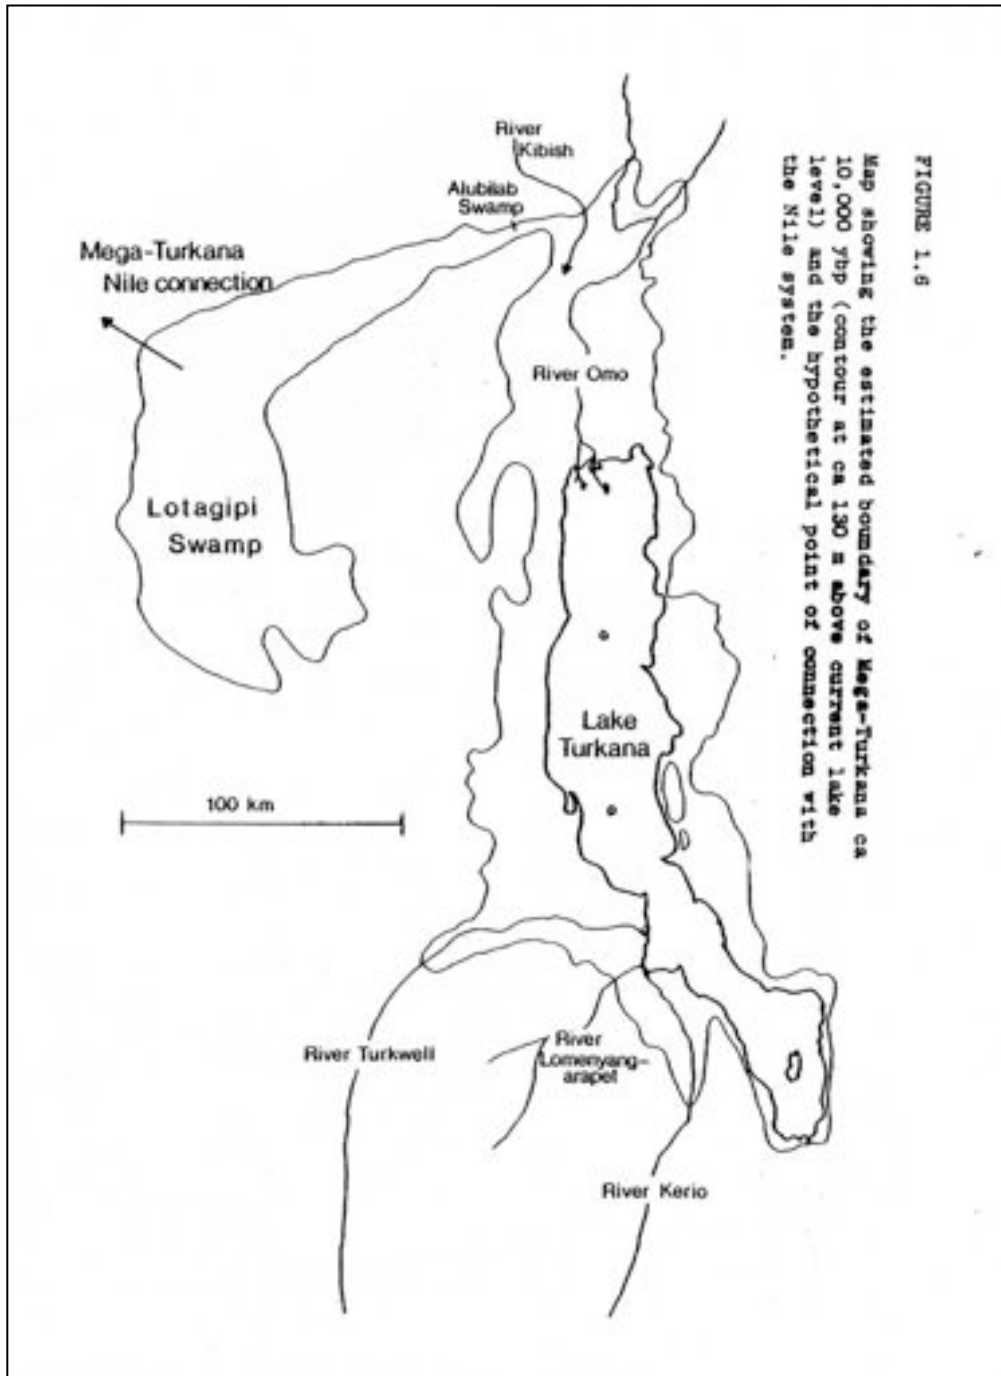 FIGURE 1.6
Map showing the estimated boundary of Mega-Turkana ca
10,000 ybp (contour at ca 130 m above current lake
level) and the hypothetical point of connection with
the Nile system.
River
Kibish
Alubilab
Swamp
Mega-Turkana
Nile connection
River Omo
Lotagipi
Swamp
Lake
Turkana
100 km
River Turkwell
River
Lomenyang-
arapet
River Kerio